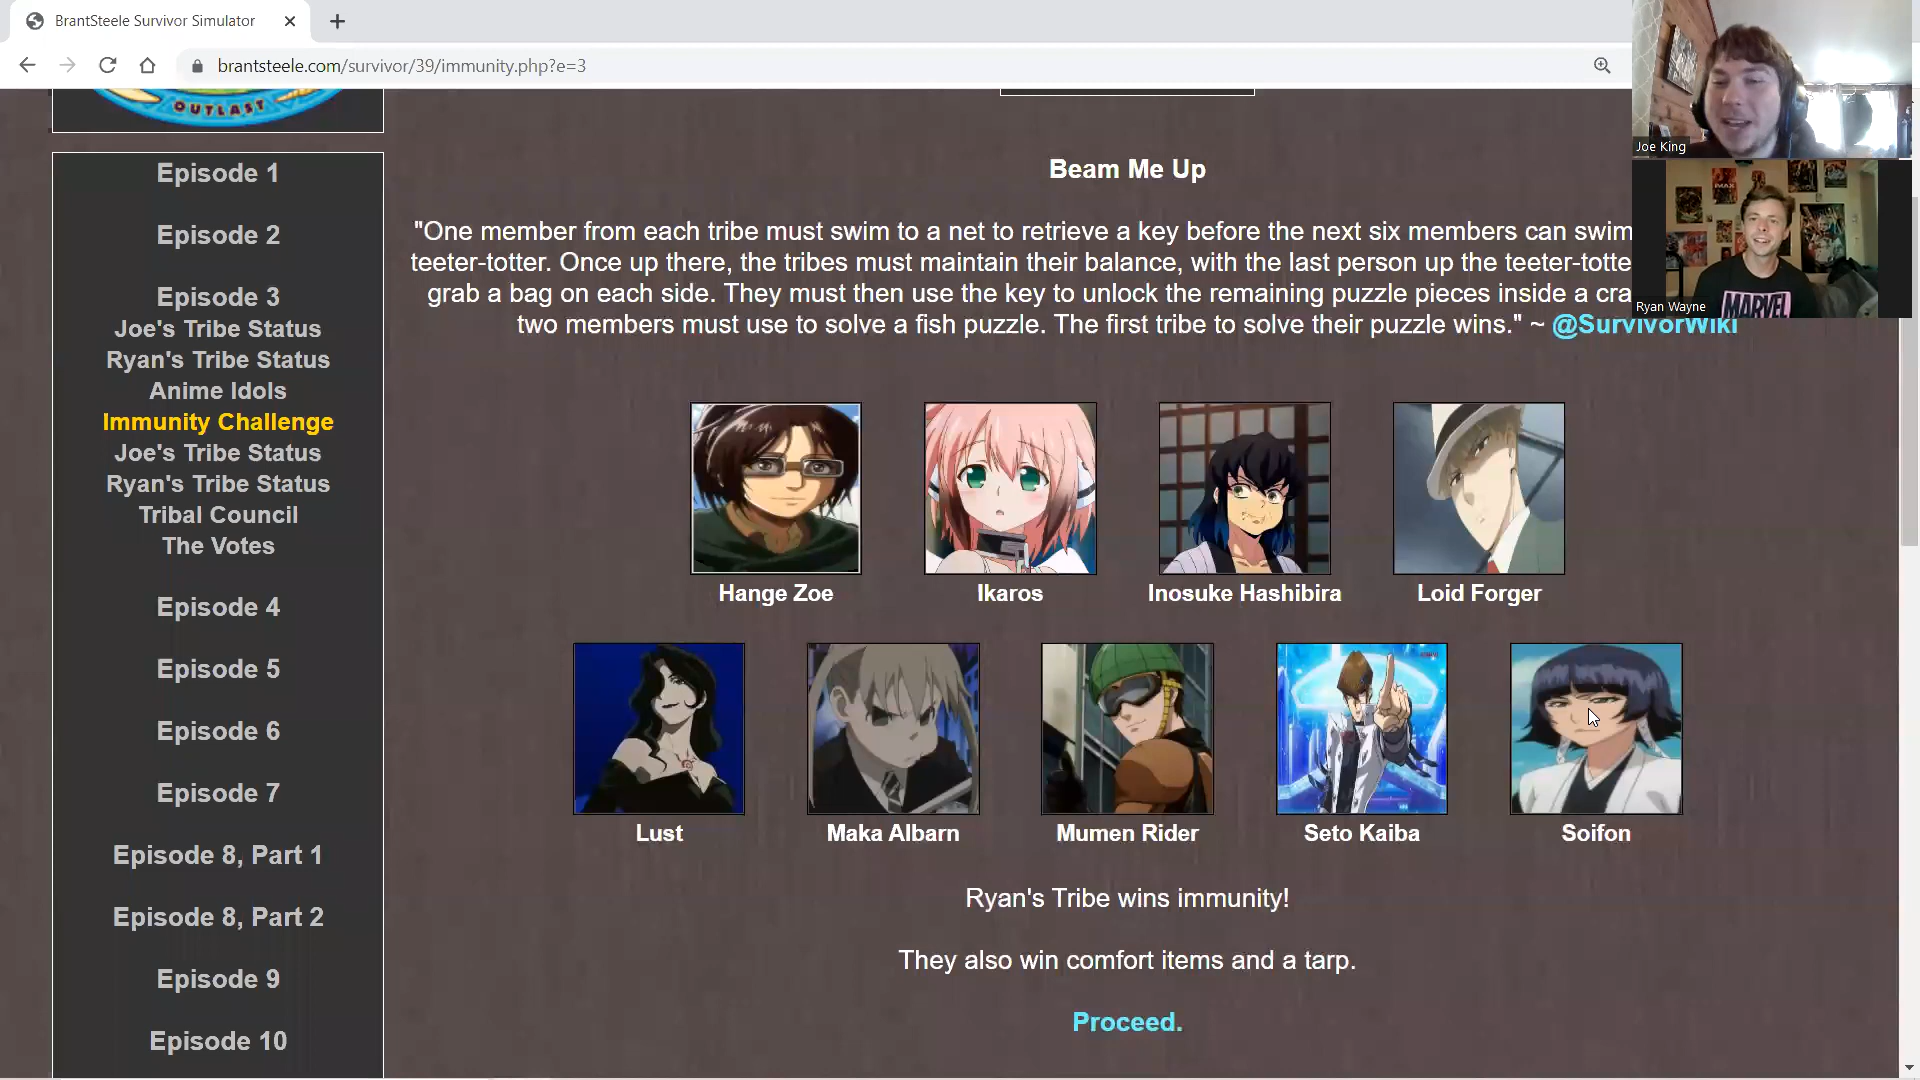 BrantSteele Survivor Simulator
brantsteele.com/survivor/39/immunity.php?e=3
OUTLAST
Episode 1
Episode 2
Episode 3
Joe's Tribe Status
Ryan's Tribe Status
Anime Idols
Immunity Challenge
Joe's Tribe Status
Ryan's Tribe Status
Tribal Council
The Votes
Episode 4
Episode 5
Episode 6
Episode 7
Episode 8, Part 1
Episode 8, Part 2
Episode 9
Episode 10
Beam Me Up
"One member from each tribe must swim to a net to retrieve a key before the next six members can swim
teeter-totter. Once up there, the tribes must maintain their balance, with the last person up the
grab a bag on each side. They must then use the key to unlock the remaining puzzle pieces inside a
two members must use to solve a fish puzzle. The first tribe to solve their puzzle wins." ~ @SurvivorWiki
Hange Zoe
Ikaros
Inosuke Hashibira
Loid Forger
Lust
Maka Albarn
Mumen Rider
Seto Kaiba
Soifon
Ryan's Tribe wins immunity!
They also win comfort items and a tarp.
Proceed.
Joe King
Ryan Wayne
MARVEL